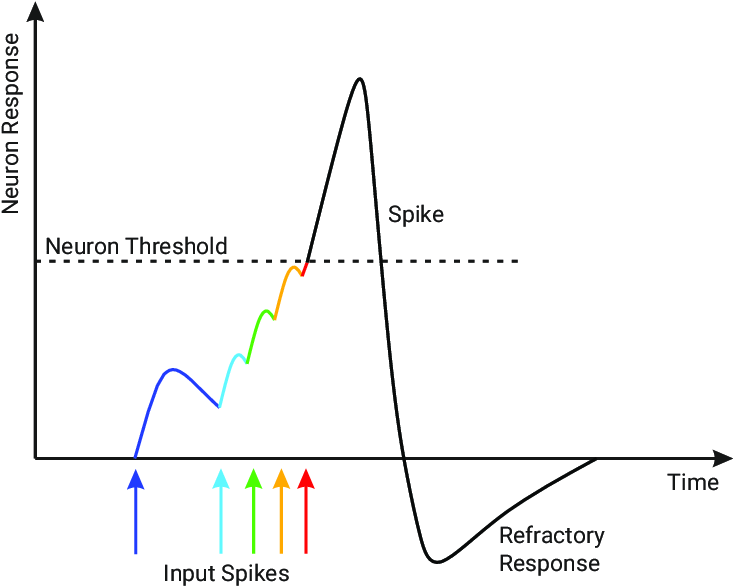 Neuron Response
Spike
Neuron Threshold
Time
Refractory
Response
Input Spikes